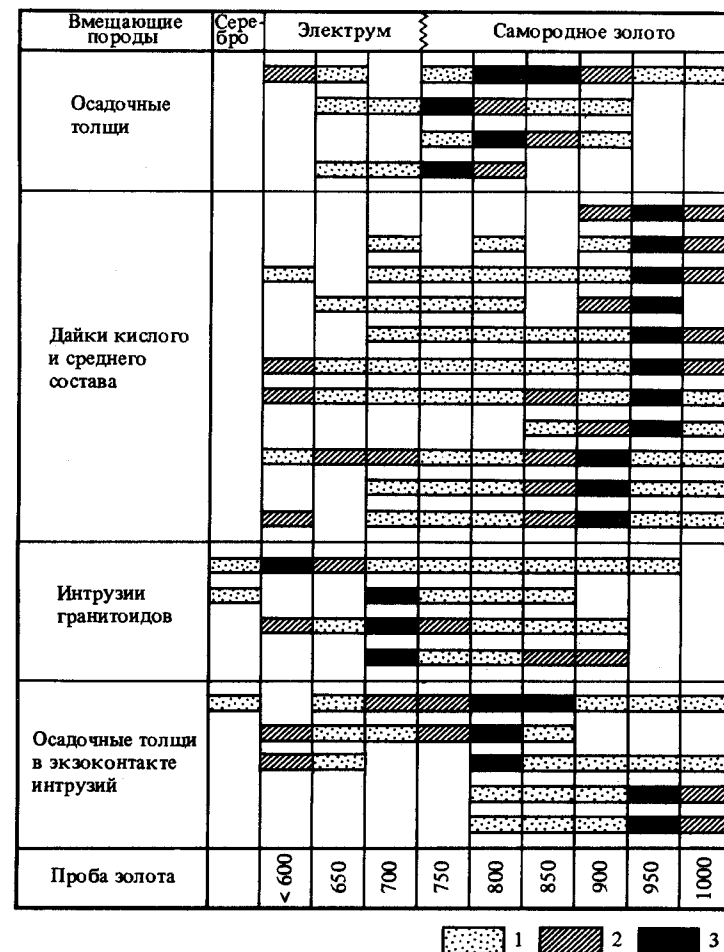 Вмещающие
породы
Сере-
бро
Электрум
Самородное золото
Осадочные
толщи
Дайки кислого
и среднего
состава
Интрузии
гранитоидов
Осадочные толщи
в экзоконтакте
интрузий
Проба золота
< 600
650
700
750
800
850
900
950
1000
1
2
3